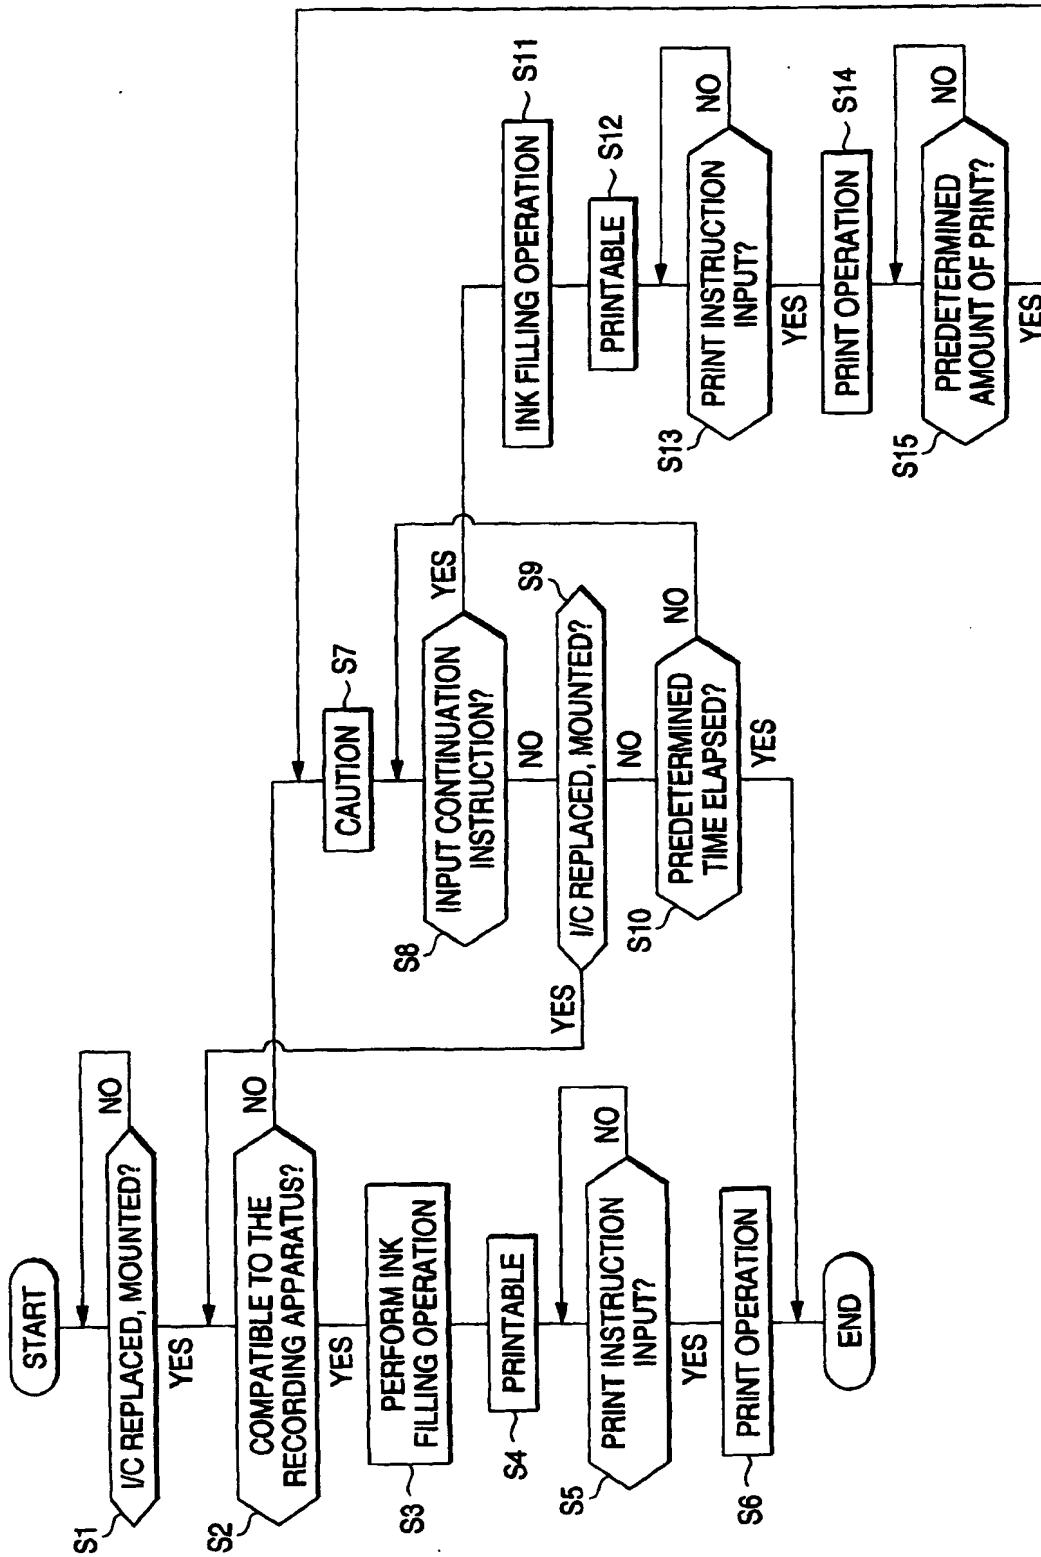 START
S1
I/C REPLACED, MOUNTED?
NO
YES
S2
COMPATIBLE TO THE
RECORDING APPARATUS?
NO
YES
S3
PERFORM INK
FILLING OPERATION
S4
PRINTABLE
S5
PRINT INSTRUCTION
INPUT?
NO
YES
S6
PRINT OPERATION
END
CAUTION
S7
S8
INPUT CONTINUATION
INSTRUCTION?
YES
NO
I/C REPLACED, MOUNTED?
S9
YES
NO
S10
PREDETERMINED
TIME ELAPSED?
NO
YES
INK FILLING OPERATION
S11
PRINTABLE
S12
S13
PRINT INSTRUCTION
INPUT?
NO
YES
PRINT OPERATION
S14
S15
PREDETERMINED
AMOUNT OF PRINT?
NO
YES